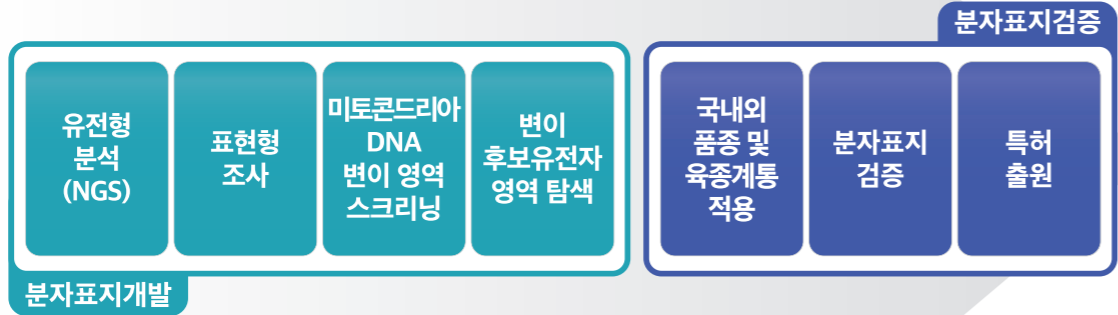 분자표지검증
유전형
분석
(NGS)
표현형
조사
미토콘드리아
DNA
변이 영역
스크리닝
변이
후보유전자
영역 탐색
국내외
품종 및
육종계통
적용
분자표지
검증
특허
출원
분자표지개발